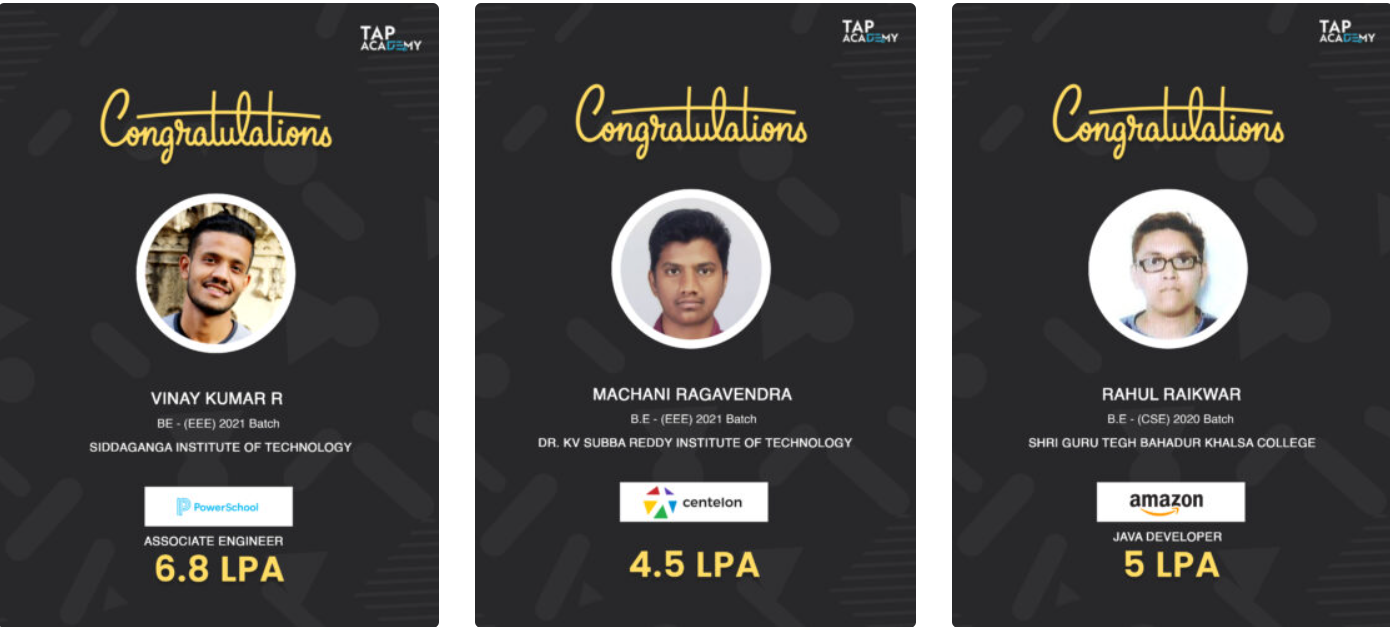 TAP
ACADEMY
Congratulations
VINAY KUMAR R
BE - (EEE) 2021 Batch
SIDDAGANGA INSTITUTE OF TECHNOLOGY
PowerSchool
ASSOCIATE ENGINEER
6.8 LPA
TAP
ACADEMY
Congratulations
MACHANI RAGAVENDRA
B.E - (EEE) 2021 Batch
DR. KV SUBBA REDDY INSTITUTE OF TECHNOLOGY
centelon
4.5 LPA
TAP
ACADEMY
Congratulations
RAHUL RAIKWAR
B.E - (CSE) 2020 Batch
SHRI GURU TEGH BAHADUR KHALSA COLLEGE
amazon
JAVA DEVELOPER
5 LPA